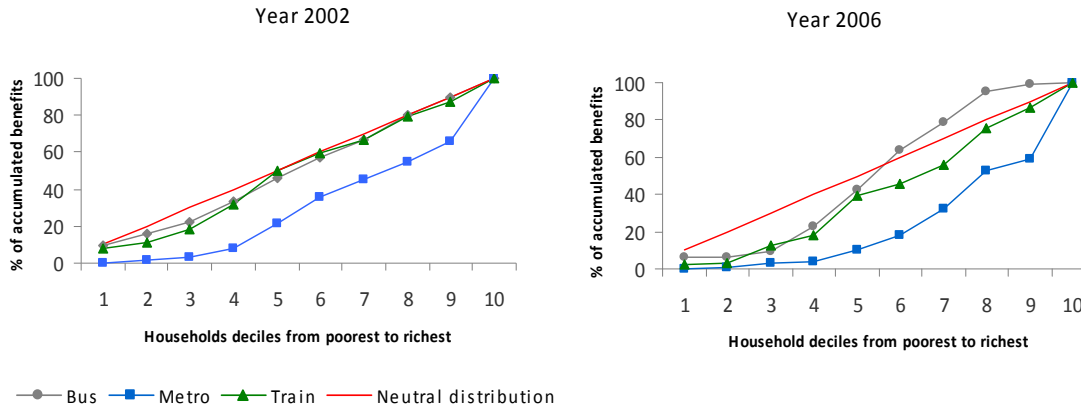 Year 2002
% of accumulated benefits
100
80
60
40
20
0
1 2 3 4 5 6 7 8 9 10
Households deciles from poorest to richest
Year 2006
% of accumulated benefits
100
80
60
40
20
0
1 2 3 4 5 6 7 8 9 10
Household deciles from poorest to richest
Bus Metro Train Neutral distribution